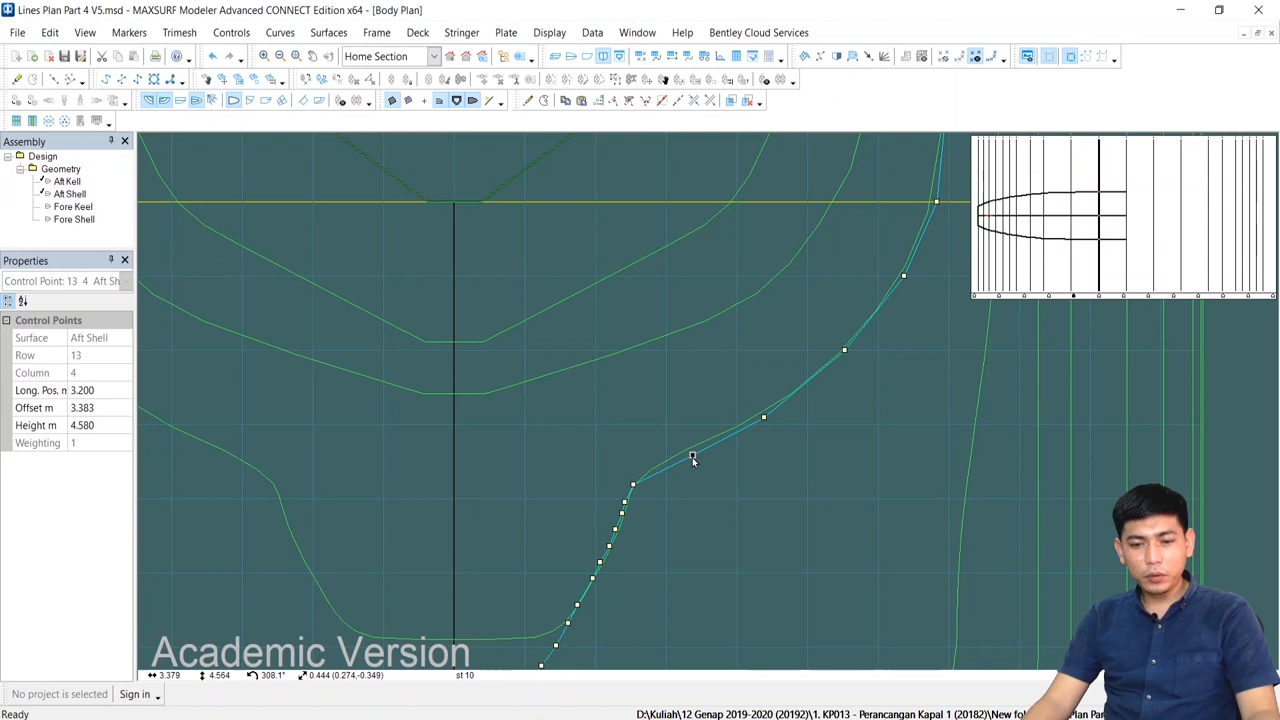 Lines Plan Part 4 V5.msd - MAXSURF Modeler Advanced CONNECT Edition x64 - [Body Plan]
File Edit View Markers Trimesh Controls Curves Surfaces Frame Deck Stringer Plate Display Data Window Help Bentley Cloud Services
Home Section
Assembly
Design
Geometry
Aft Kell
Aft Shell
Fore Keel
Fore Shell
Properties
Control Point: 13 4 Aft Sh
Control Points
Surface Aft Shell
Row 13
Column 4
Long. Pos. m 3.200
Offset m 3.383
Height m 4.580
Weighting 1
Academic Version
3.379 4.564 308.1° 0.444 (0.274,-0.349) st 10
No project is selected Sign in
Ready D:\Kuliah\12 Genap 2019-2020 (20192)\1. KP013 - Perancangan Kapal 1 (20182)\New fo
Plan Par